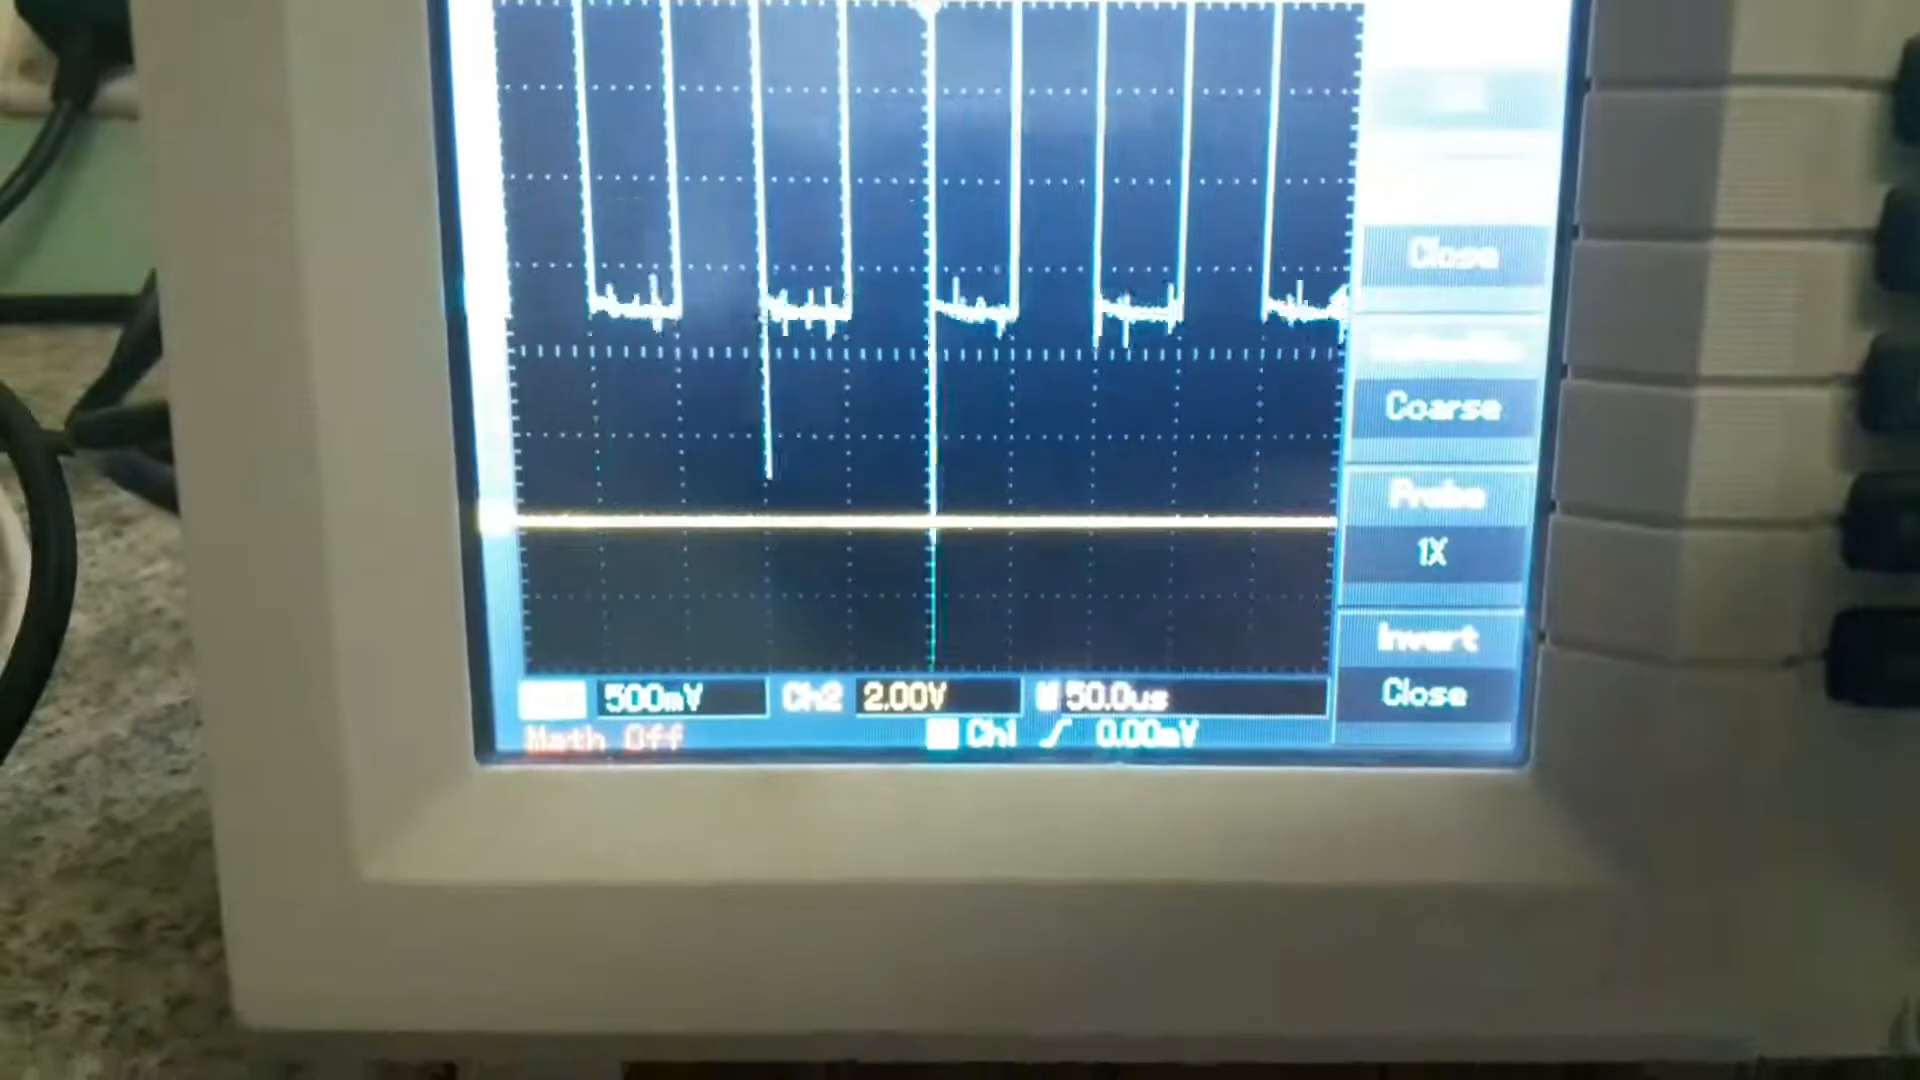 Close
Coarse
Probe
1X
Invert
Close
500mV Ch2 2.00V M 50.0us
Math Off Ch1 0.00mV